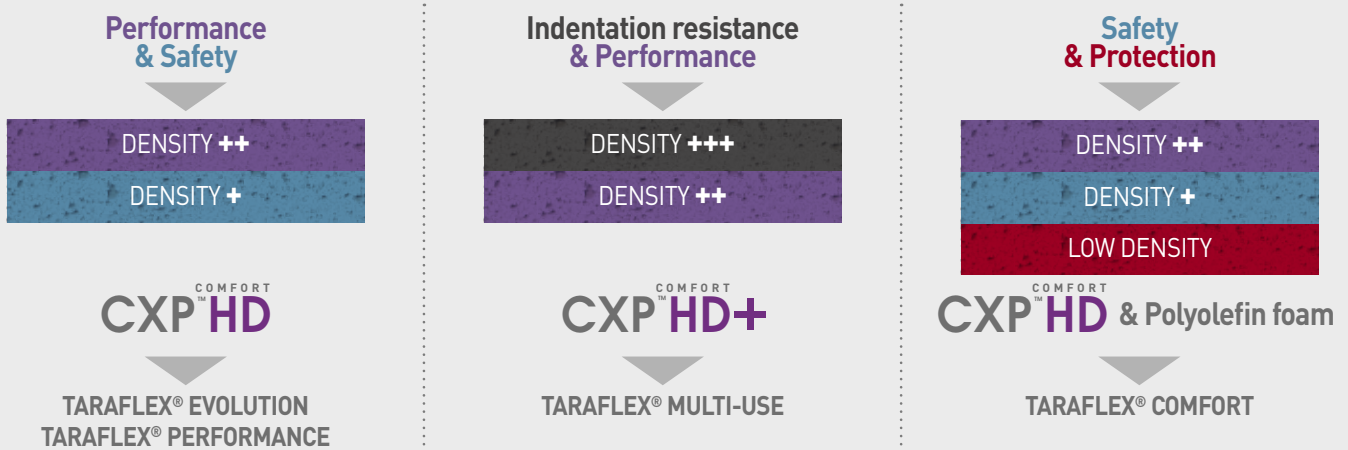 Performance
& Safety
DENSITY ++
DENSITY +
COMFORT
CXP™HD
TARAFLEX® EVOLUTION
TARAFLEX® PERFORMANCE
Indentation resistance
& Performance
DENSITY +++
DENSITY ++
COMFORT
CXP™HD+
TARAFLEX® MULTI-USE
Safety
& Protection
DENSITY ++
DENSITY +
LOW DENSITY
COMFORT
CXP™HD & Polyolefin foam
TARAFLEX® COMFORT